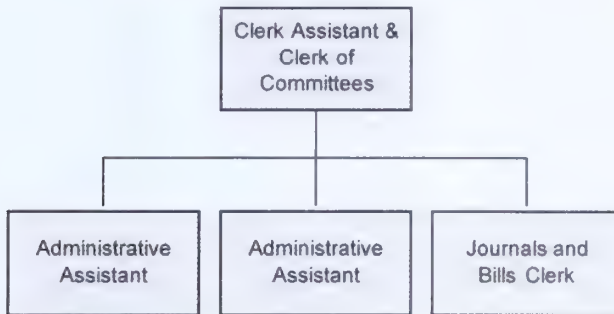 Clerk Assistant &
Clerk of
Committees
Administrative
Assistant
Administrative
Assistant
Journals and
Bills Clerk